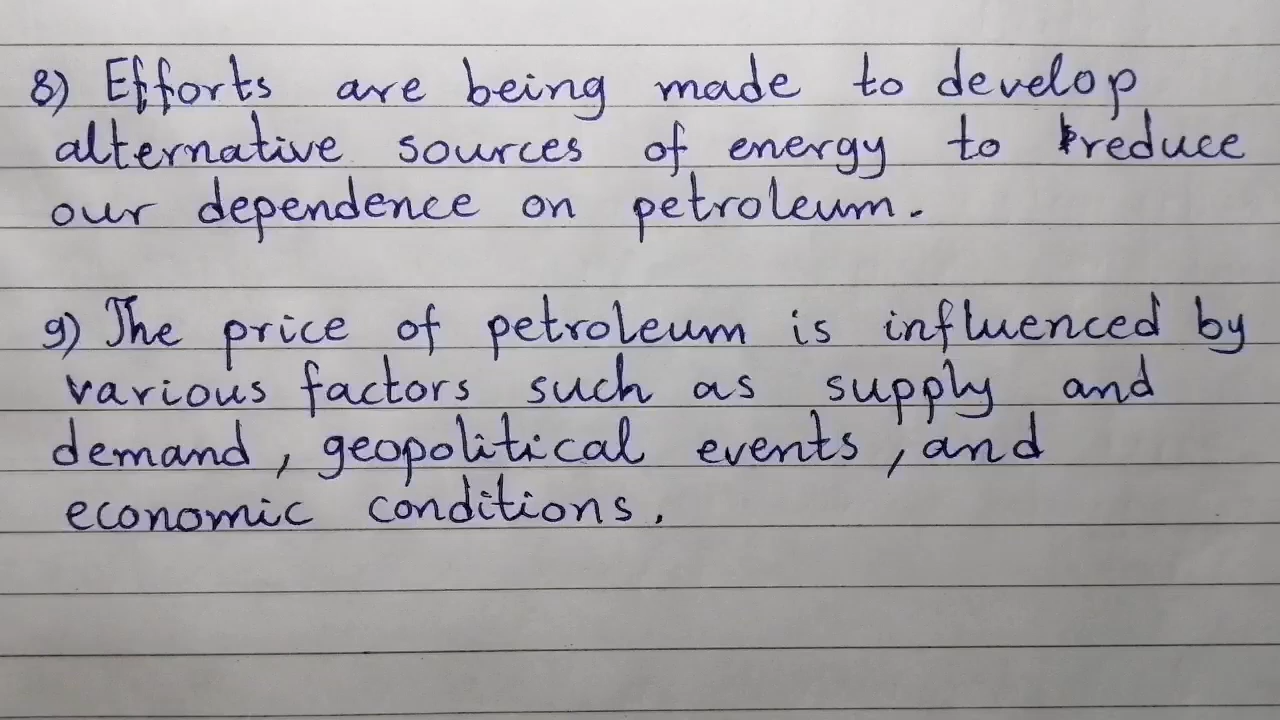 8) Efforts are being made to develop
alternative sources of energy to reduce
our dependence on petroleum.
9) The price of petroleum is influenced by
various factors such as supply and
demand, geopolitical events, and
economic conditions.